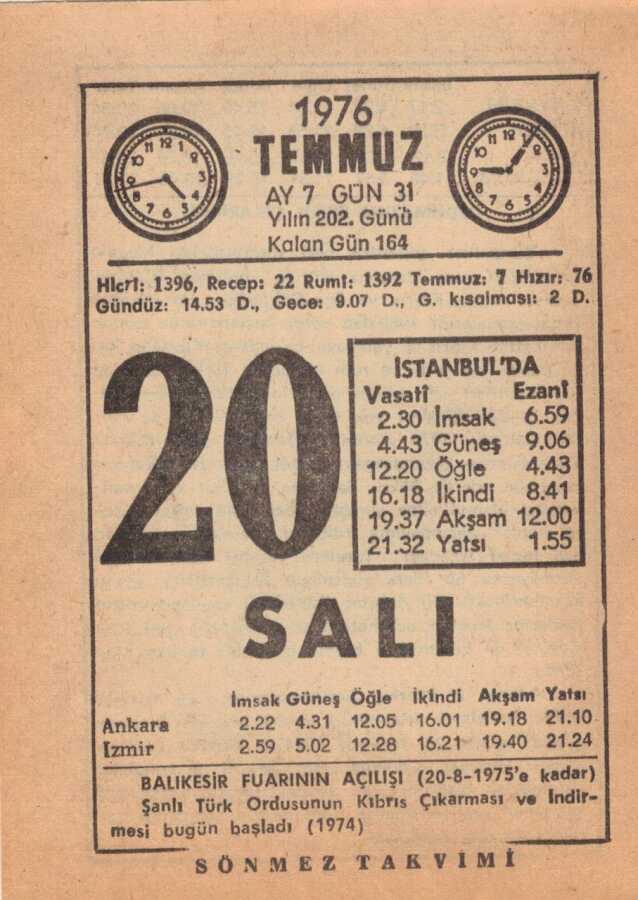 1976
TEMMUZ
AY 7 GÜN 31
Yılın 202. Günü
Kalan Gün 164
Hicrî: 1396, Recep: 22 Rumî: 1392 Temmuz: 7 Hızır: 76
Gündüz: 14.53 D., Gece: 9.07 D., G. kısalması: 2 D.
20
İSTANBUL'DA
Vasatî Ezanî
2.30 İmsak 6.59
4.43 Güneş 9.06
12.20 Öğle 4.43
16.18 İkindi 8.41
19.37 Akşam 12.00
21.32 Yatsı 1.55
SALI
İmsak Güneş Öğle İkindi Akşam Yatsı
Ankara 2.22 4.31 12.05 16.01 19.18 21.10
İzmir 2.59 5.02 12.28 16.21 19.40 21.24
BALIKESİR FUARININ AÇILIŞI (20-8-1975'e kadar)
Şanlı Türk Ordusunun Kıbrıs Çıkarması ve İndir-
mesi bugün başladı (1974)
SÖNMEZ TAKVİMİ